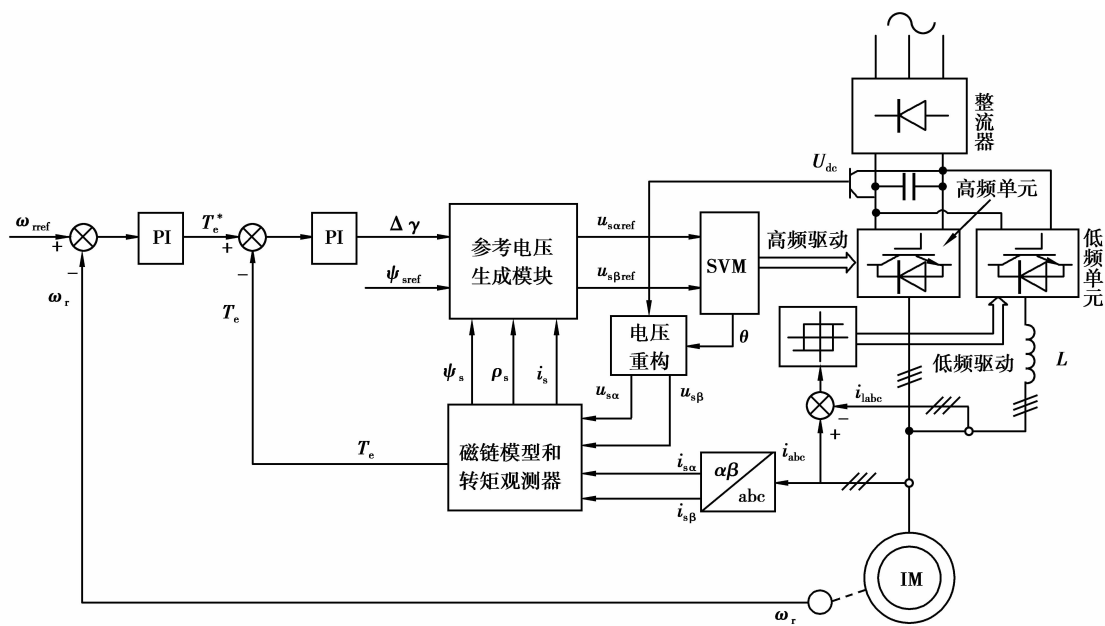 整流器
U_dc
高频单元
ω_rref
+
−
ω_r
PI
T_e^*
+
−
T_e
PI
Δγ
ψ_sref
参考电压
生成模块
u_sαref
u_sβref
SVM
高频驱动
低频单元
θ
电压
重构
低频驱动
L
ψ_s
ρ_s
i_s
u_sα
u_sβ
i_labc
−
+
T_e
磁链模型和
转矩观测器
i_sα
i_sβ
αβ
abc
i_abc
IM
ω_r